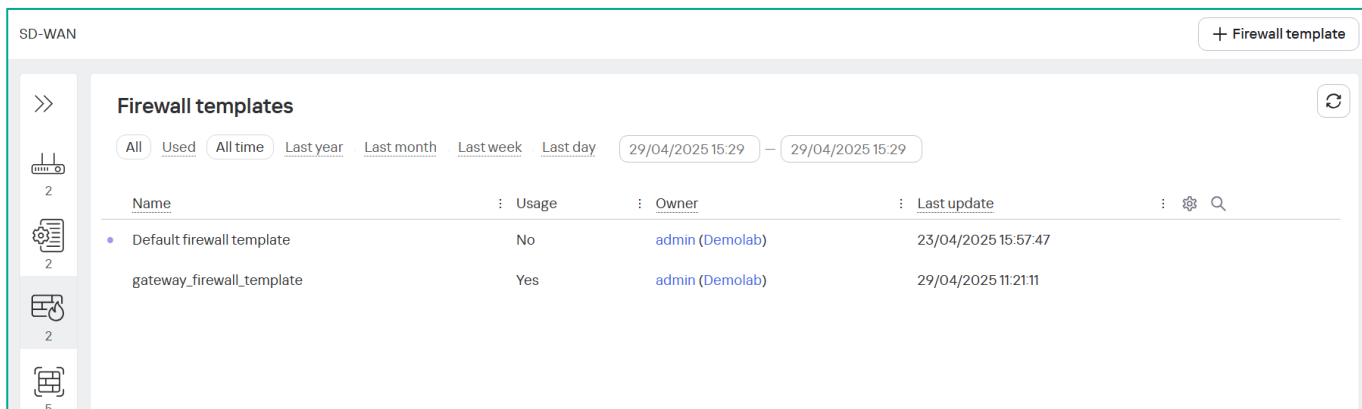 SD-WAN
+ Firewall template
Firewall templates
All Used All time Last year Last month Last week Last day 29/04/2025 15:29 – 29/04/2025 15:29
2
Name Usage Owner Last update
Default firewall template No admin (Demolab) 23/04/2025 15:57:47
2
gateway_firewall_template Yes admin (Demolab) 29/04/2025 11:21:11
2
5